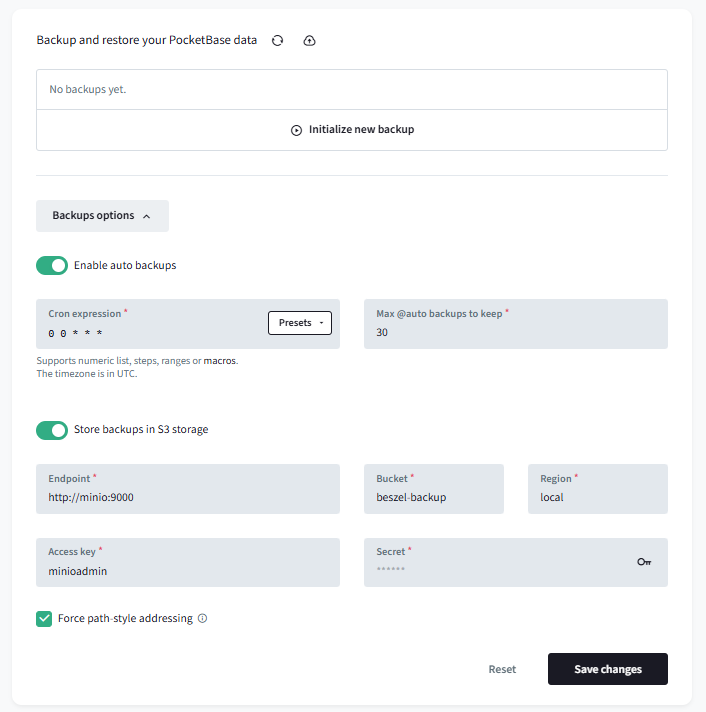 Backup and restore your PocketBase data
No backups yet.
Initialize new backup
Backups options
Enable auto backups
Cron expression *
0 0 * * *
Presets
Max @auto backups to keep *
30
Supports numeric list, steps, ranges or macros.
The timezone is in UTC.
Store backups in S3 storage
Endpoint *
http://minio:9000
Bucket *
beszel-backup
Region *
local
Access key *
minioadmin
Secret *
••••••
Force path-style addressing
Reset
Save changes